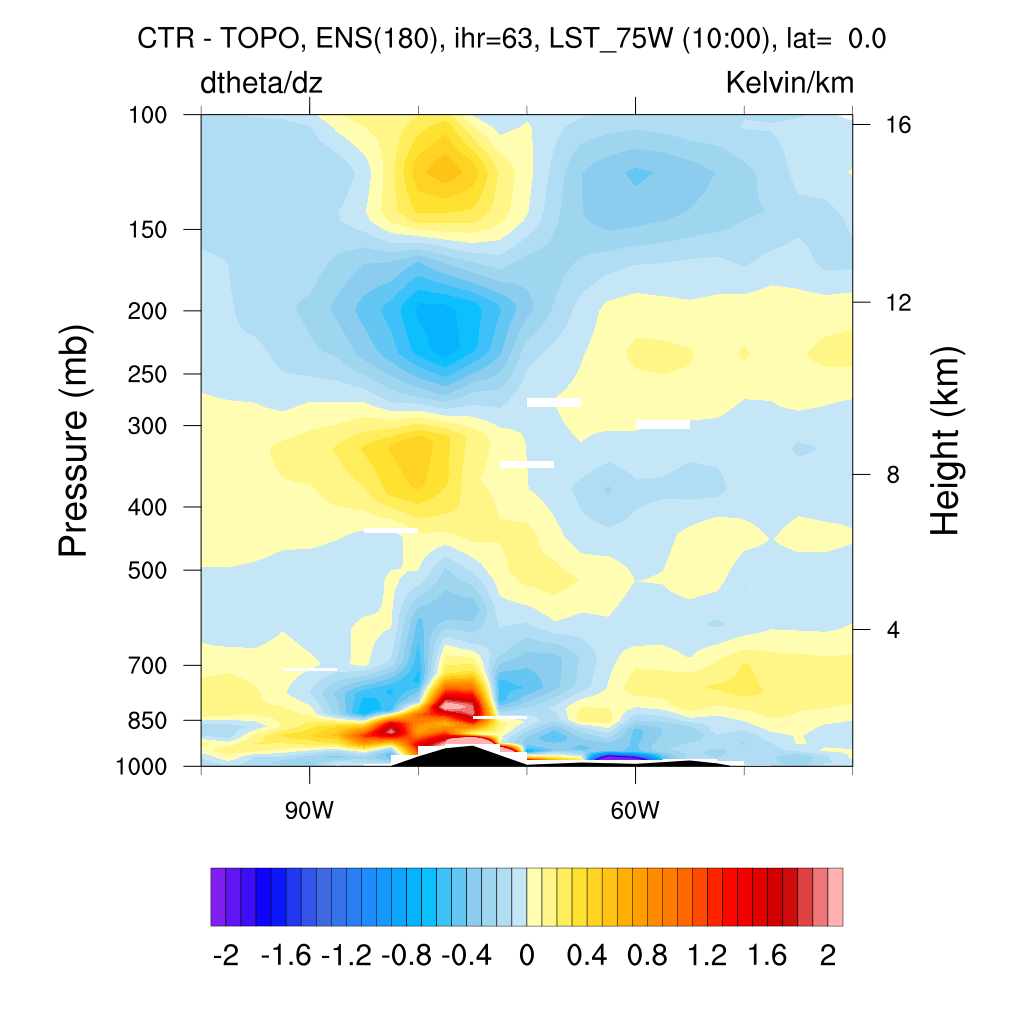 CTR - TOPO, ENS(180), ihr=63, LST_75W (10:00), lat=  0.0
dtheta/dz
Kelvin/km
100
150
200
250
300
400
500
700
850
1000
Pressure (mb)
16
12
8
4
Height (km)
90W
60W
-2 -1.6 -1.2 -0.8 -0.4 0 0.4 0.8 1.2 1.6 2